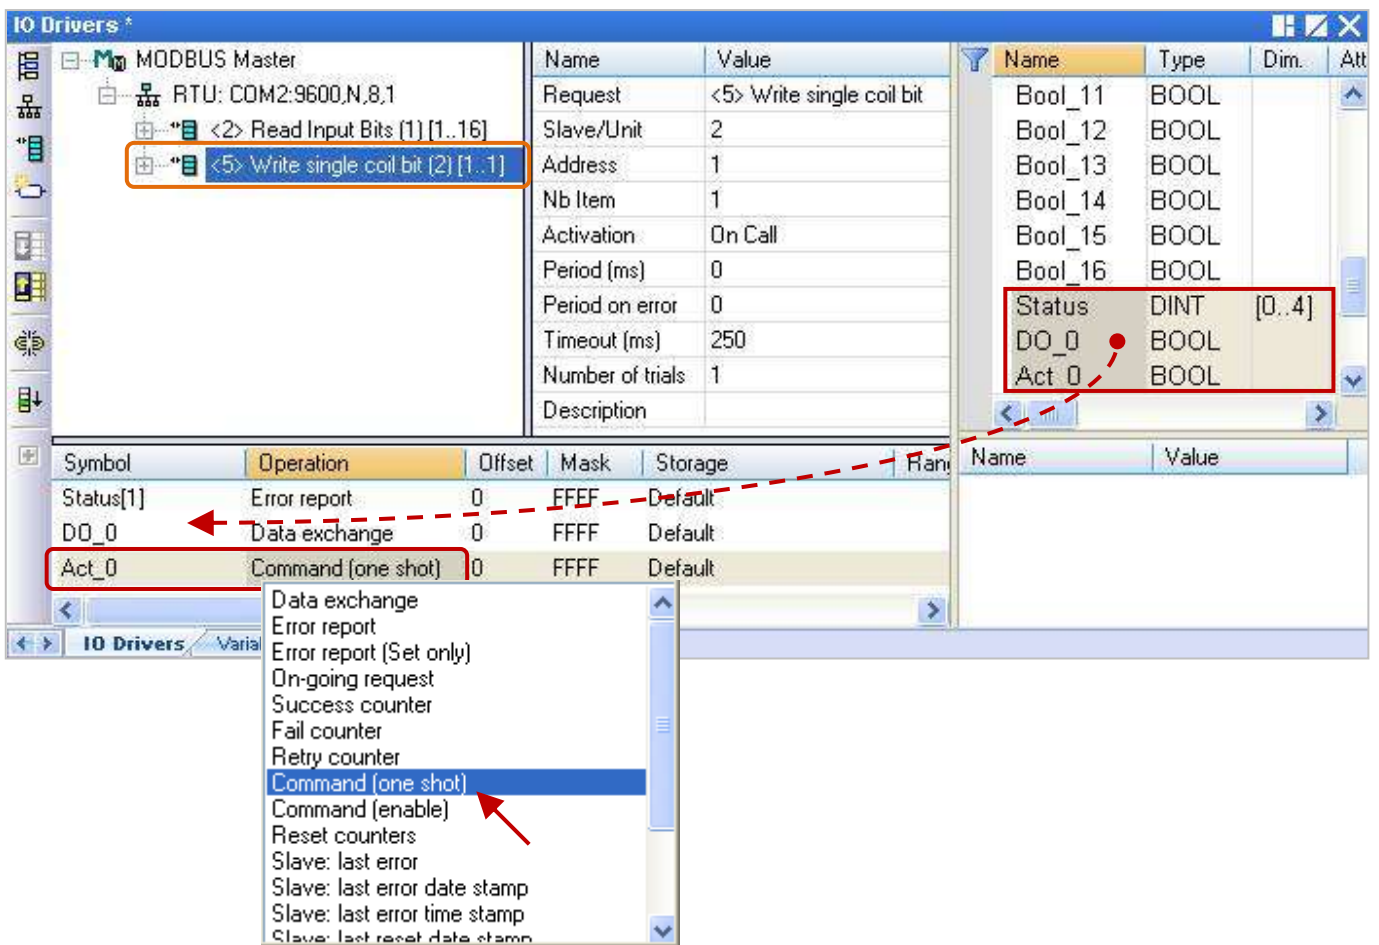 IO Drivers *
MODBUS Master
RTU: COM2:9600,N,8,1
<2> Read Input Bits (1) [1..16]
<5> Write single coil bit (2) [1..1]
Name Value
Request <5> Write single coil bit
Slave/Unit 2
Address 1
Nb Item 1
Activation On Call
Period (ms) 0
Period on error 0
Timeout (ms) 250
Number of trials 1
Description
Name Type Dim. Att
Bool_11 BOOL
Bool_12 BOOL
Bool_13 BOOL
Bool_14 BOOL
Bool_15 BOOL
Bool_16 BOOL
Status DINT [0..4]
DO_0 BOOL
Act_0 BOOL
Symbol Operation Offset Mask Storage Rang
Status[1] Error report 0 FFFF Default
DO_0 Data exchange 0 FFFF Default
Act_0 Command (one shot) 0 FFFF Default
Name Value
Data exchange
Error report
Error report (Set only)
On-going request
Success counter
Fail counter
Retry counter
Command (one shot)
Command (enable)
Reset counters
Slave: last error
Slave: last error date stamp
Slave: last error time stamp
Slave: last reset date stamp
IO Drivers Varial